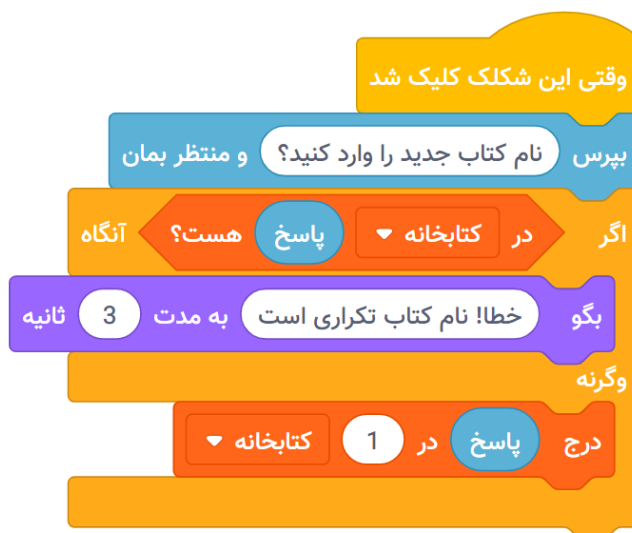 وقتی این شکلک کلیک شد
بپرس نام کتاب جدید را وارد کنید؟ و منتظر بمان
اگر در کتابخانه پاسخ هست؟ آنگاه
بگو خطا! نام کتاب تکراری است به مدت 3 ثانیه
وگرنه
درج پاسخ در 1 کتابخانه